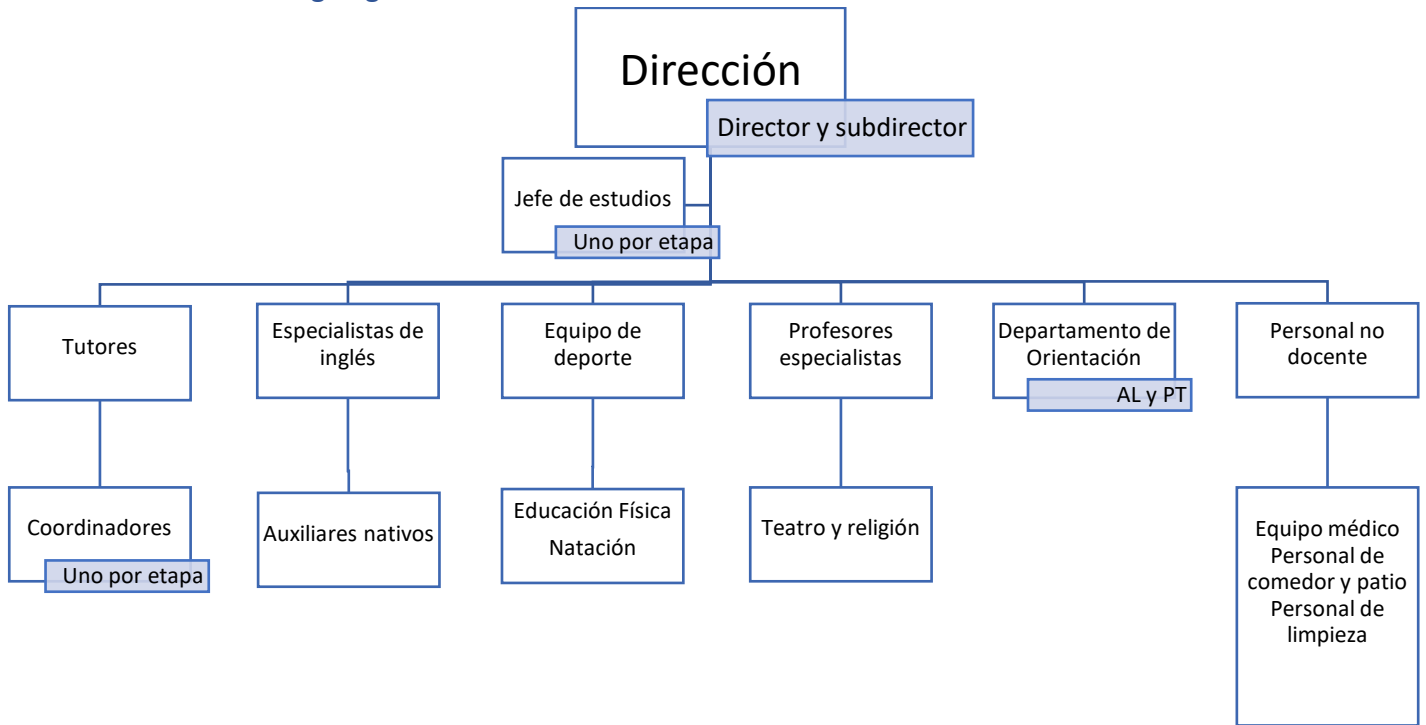 Dirección
Director y subdirector
Jefe de estudios
Uno por etapa
Tutores
Especialistas de
inglés
Equipo de
deporte
Profesores
especialistas
Departamento de
Orientación
AL y PT
Personal no
docente
Coordinadores
Uno por etapa
Auxiliares nativos
Educación Física
Natación
Teatro y religión
Equipo médico
Personal de
comedor y patio
Personal de
limpieza